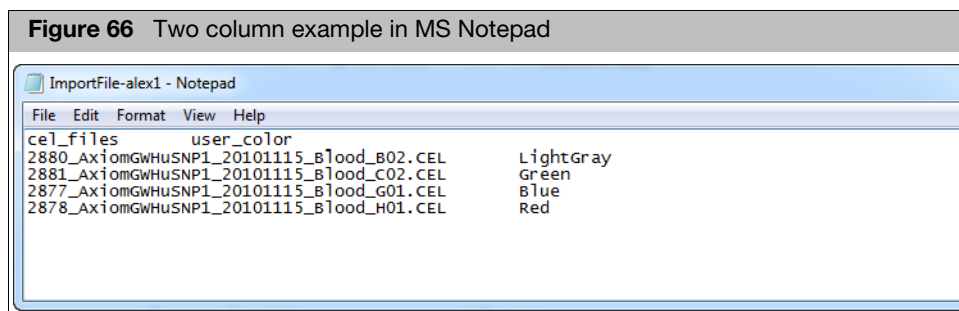 Figure 66 Two column example in MS Notepad
ImportFile-alex1 - Notepad
File Edit Format View Help
cel_files user_color
2880_AxiomGWHuSNP1_20101115_Blood_B02.CEL LightGray
2881_AxiomGWHuSNP1_20101115_Blood_C02.CEL Green
2877_AxiomGWHuSNP1_20101115_Blood_G01.CEL Blue
2878_AxiomGWHuSNP1_20101115_Blood_H01.CEL Red